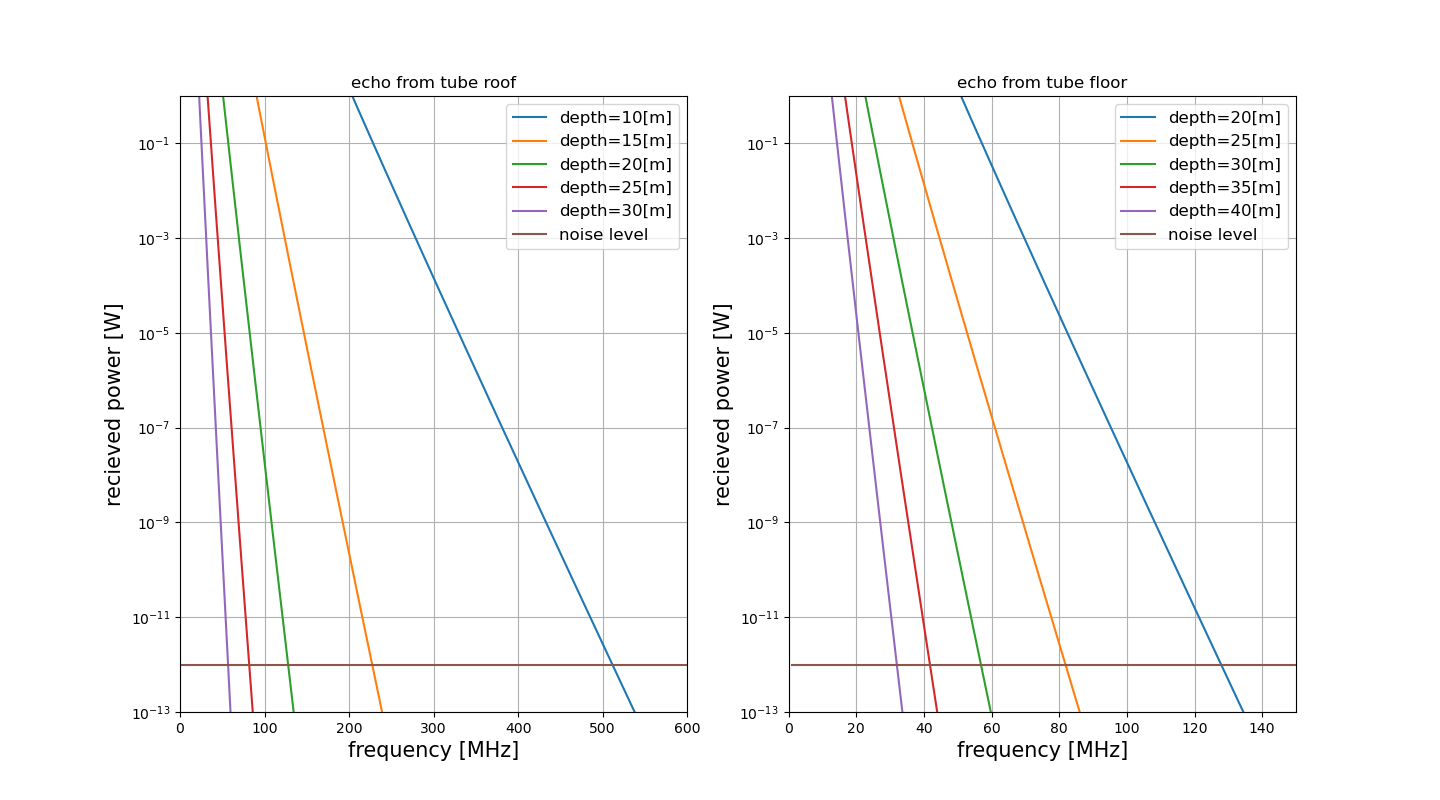 echo from tube roof
depth=10[m]
depth=15[m]
depth=20[m]
depth=25[m]
depth=30[m]
noise level
recieved power [W]
10⁻¹
10⁻³
10⁻⁵
10⁻⁷
10⁻⁹
10⁻¹¹
10⁻¹³
0 100 200 300 400 500 600
frequency [MHz]
echo from tube floor
depth=20[m]
depth=25[m]
depth=30[m]
depth=35[m]
depth=40[m]
noise level
recieved power [W]
10⁻¹
10⁻³
10⁻⁵
10⁻⁷
10⁻⁹
10⁻¹¹
10⁻¹³
0 20 40 60 80 100 120 140
frequency [MHz]